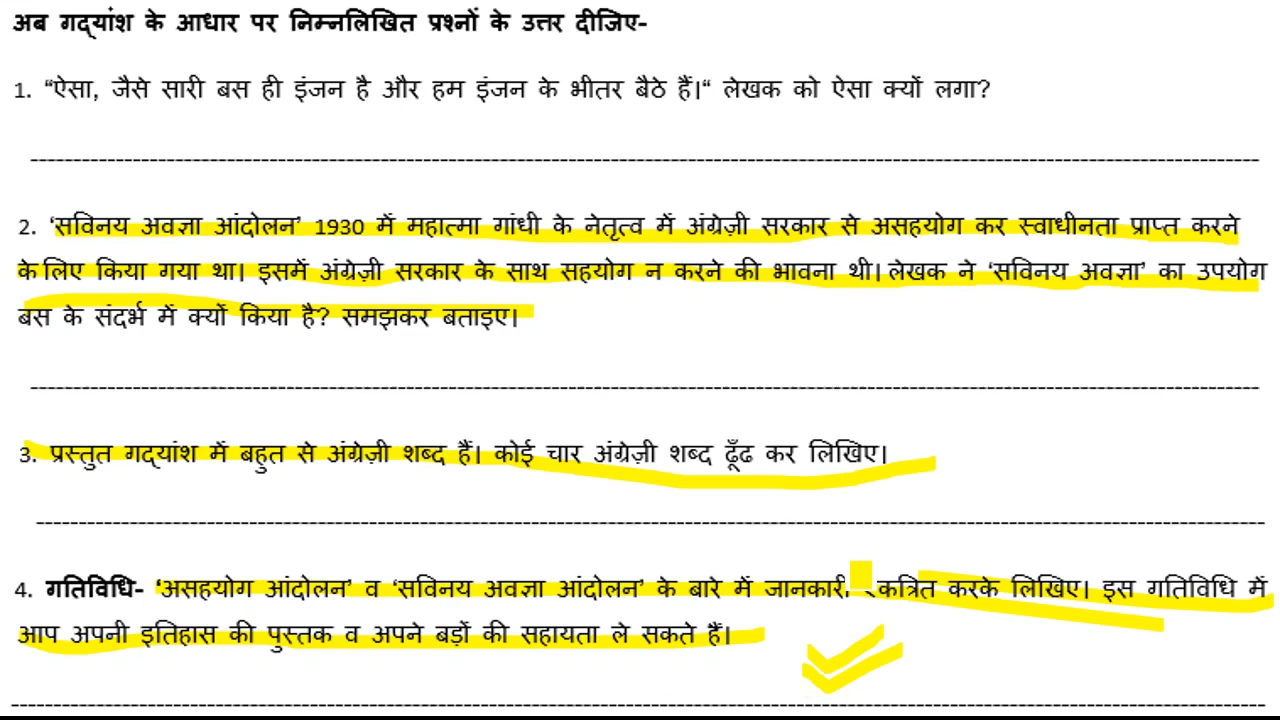 अब गद्यांश के आधार पर निम्नलिखित प्रश्नों के उत्तर दीजिए-
1. “ऐसा, जैसे सारी बस ही इंजन है और हम इंजन के भीतर बैठे हैं।“ लेखक को ऐसा क्यों लगा?
2. ‘सविनय अवज्ञा आंदोलन’ 1930 में महात्मा गांधी के नेतृत्व में अंग्रेज़ी सरकार से असहयोग कर स्वाधीनता प्राप्त करने
के लिए किया गया था। इसमें अंग्रेज़ी सरकार के साथ सहयोग न करने की भावना थी। लेखक ने ‘सविनय अवज्ञा’ का उपयोग
बस के संदर्भ में क्यों किया है? समझकर बताइए।
3. प्रस्तुत गद्यांश में बहुत से अंग्रेज़ी शब्द हैं। कोई चार अंग्रेज़ी शब्द ढूँढ कर लिखिए।
4. गतिविधि- ‘असहयोग आंदोलन’ व ‘सविनय अवज्ञा आंदोलन’ के बारे में करके लिखिए। इस गतिविधि में
आप अपनी इतिहास की पुस्तक व अपने बड़ों की सहायता ले सकते हैं।